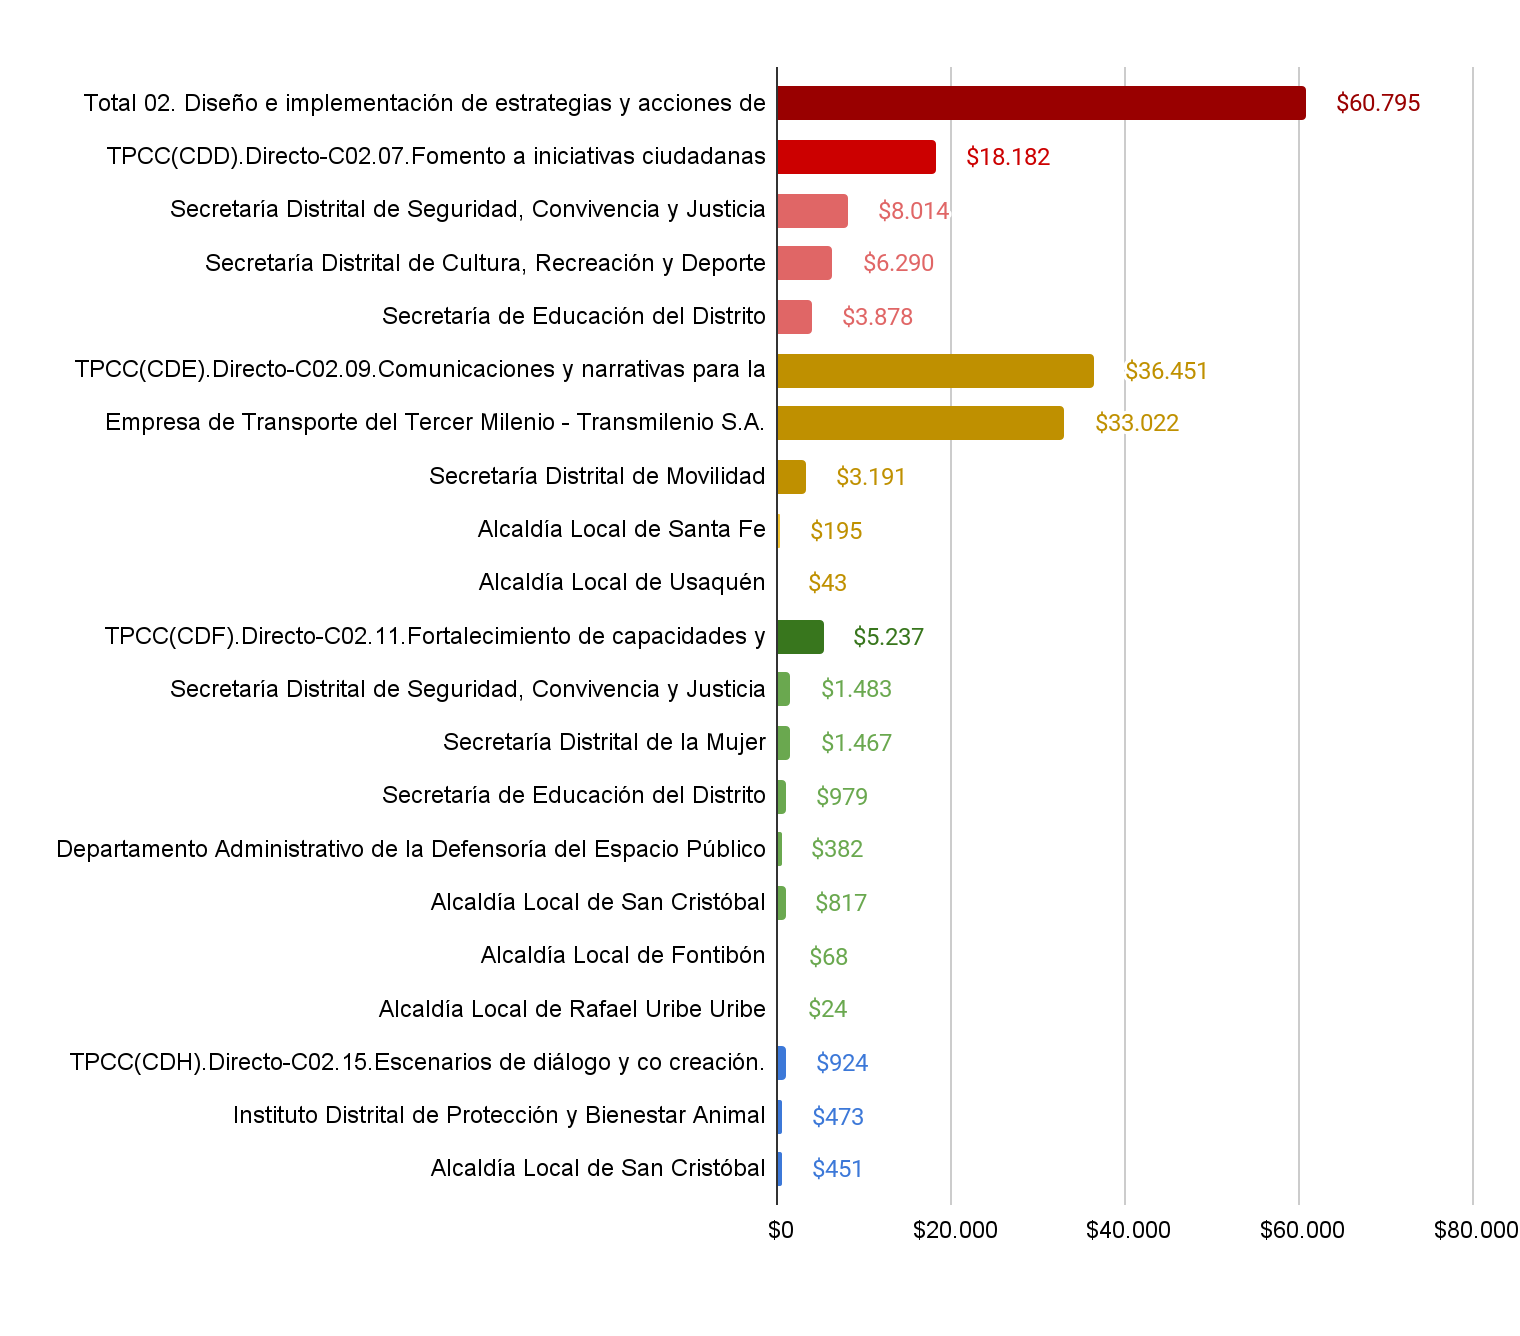 Total 02. Diseño e implementación de estrategias y acciones de $60.795
TPCC(CDD).Directo-C02.07.Fomento a iniciativas ciudadanas $18.182
Secretaría Distrital de Seguridad, Convivencia y Justicia $8.014
Secretaría Distrital de Cultura, Recreación y Deporte $6.290
Secretaría de Educación del Distrito $3.878
TPCC(CDE).Directo-C02.09.Comunicaciones y narrativas para la $36.451
Empresa de Transporte del Tercer Milenio - Transmilenio S.A. $33.022
Secretaría Distrital de Movilidad $3.191
Alcaldía Local de Santa Fe $195
Alcaldía Local de Usaquén $43
TPCC(CDF).Directo-C02.11.Fortalecimiento de capacidades y $5.237
Secretaría Distrital de Seguridad, Convivencia y Justicia $1.483
Secretaría Distrital de la Mujer $1.467
Secretaría de Educación del Distrito $979
Departamento Administrativo de la Defensoría del Espacio Público $382
Alcaldía Local de San Cristóbal $817
Alcaldía Local de Fontibón $68
Alcaldía Local de Rafael Uribe Uribe $24
TPCC(CDH).Directo-C02.15.Escenarios de diálogo y co creación. $924
Instituto Distrital de Protección y Bienestar Animal $473
Alcaldía Local de San Cristóbal $451
$0 $20.000 $40.000 $60.000 $80.000